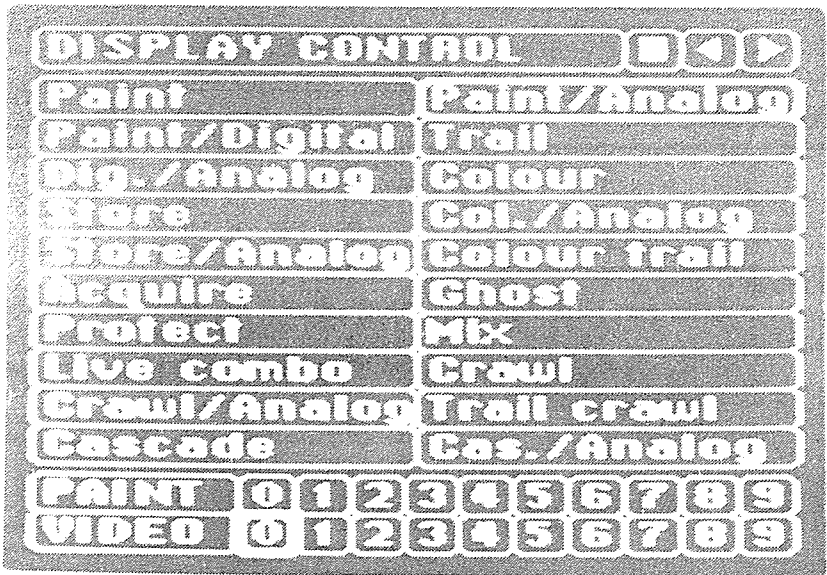 DISPLAY CONTROL
Paint Paint/Analog
Paint/Digital Trail
Dig./Analog Colour
Store Col./Analog
Store/Analog Colour trail
Acquire Ghost
Protect Mix
Live combo Crawl
Crawl/Analog Trail crawl
Cascade Cas./Analog
PAINT 0 1 2 3 4 5 6 7 8 9
VIDEO 0 1 2 3 4 5 6 7 8 9